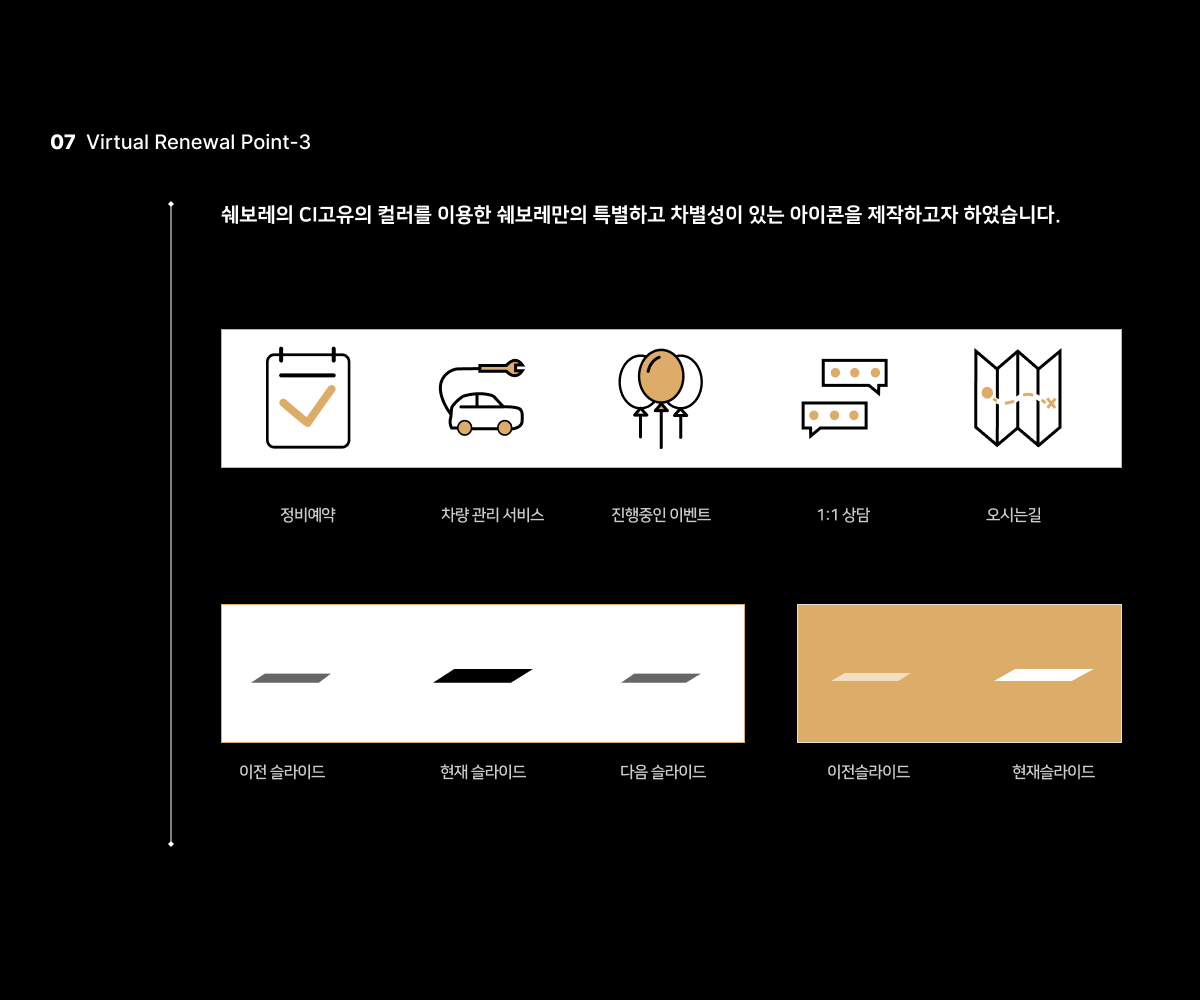 07 Virtual Renewal Point-3
쉐보레의 CI고유의 컬러를 이용한 쉐보레만의 특별하고 차별성이 있는 아이콘을 제작하고자 하였습니다.
정비예약 차량 관리 서비스 진행중인 이벤트 1:1 상담 오시는길
이전 슬라이드 현재 슬라이드 다음 슬라이드 이전슬라이드 현재슬라이드